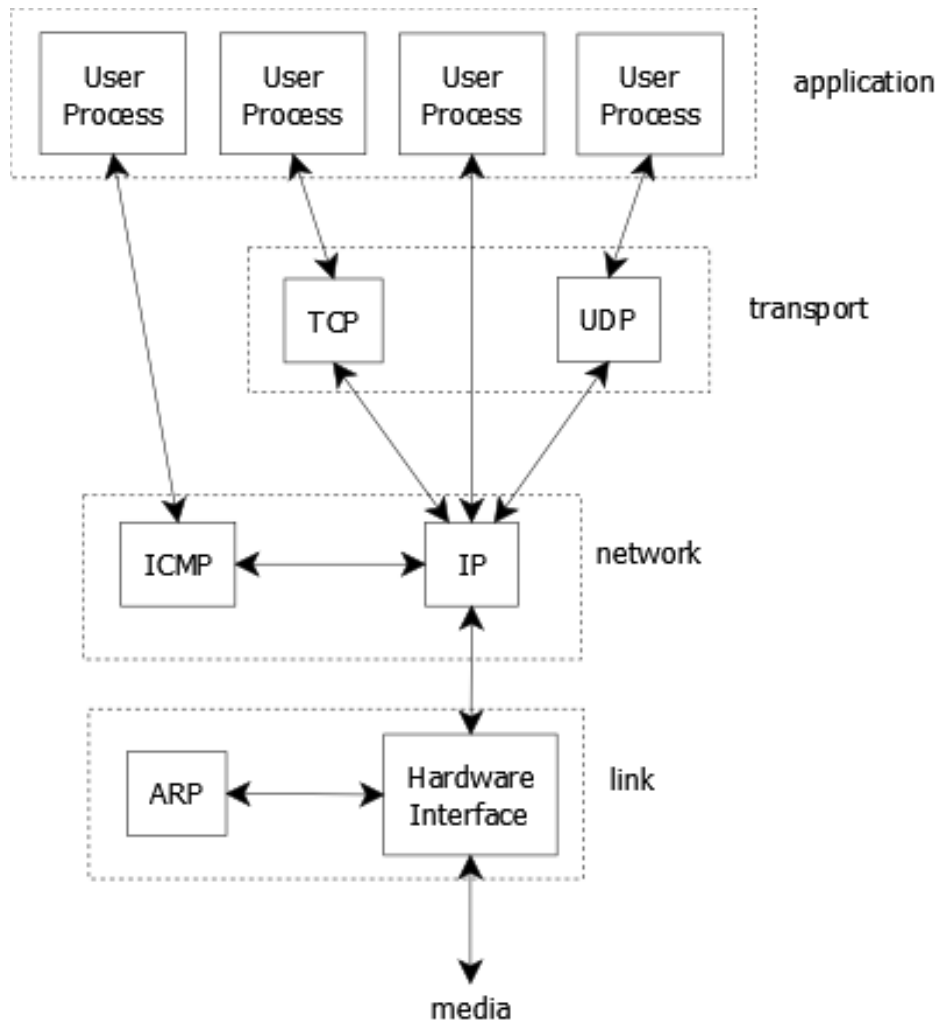 User
Process
User
Process
User
Process
User
Process
application
TCP
UDP
transport
ICMP
IP
network
ARP
Hardware
Interface
link
media